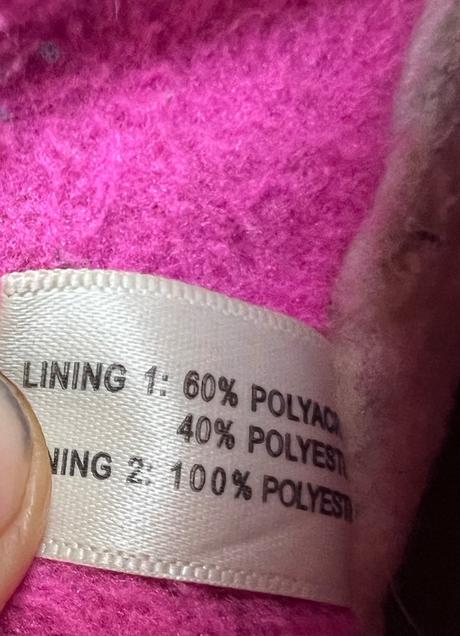 LINING 1: 60% POLYAC
40% POLYEST
NING 2: 100% POLYEST